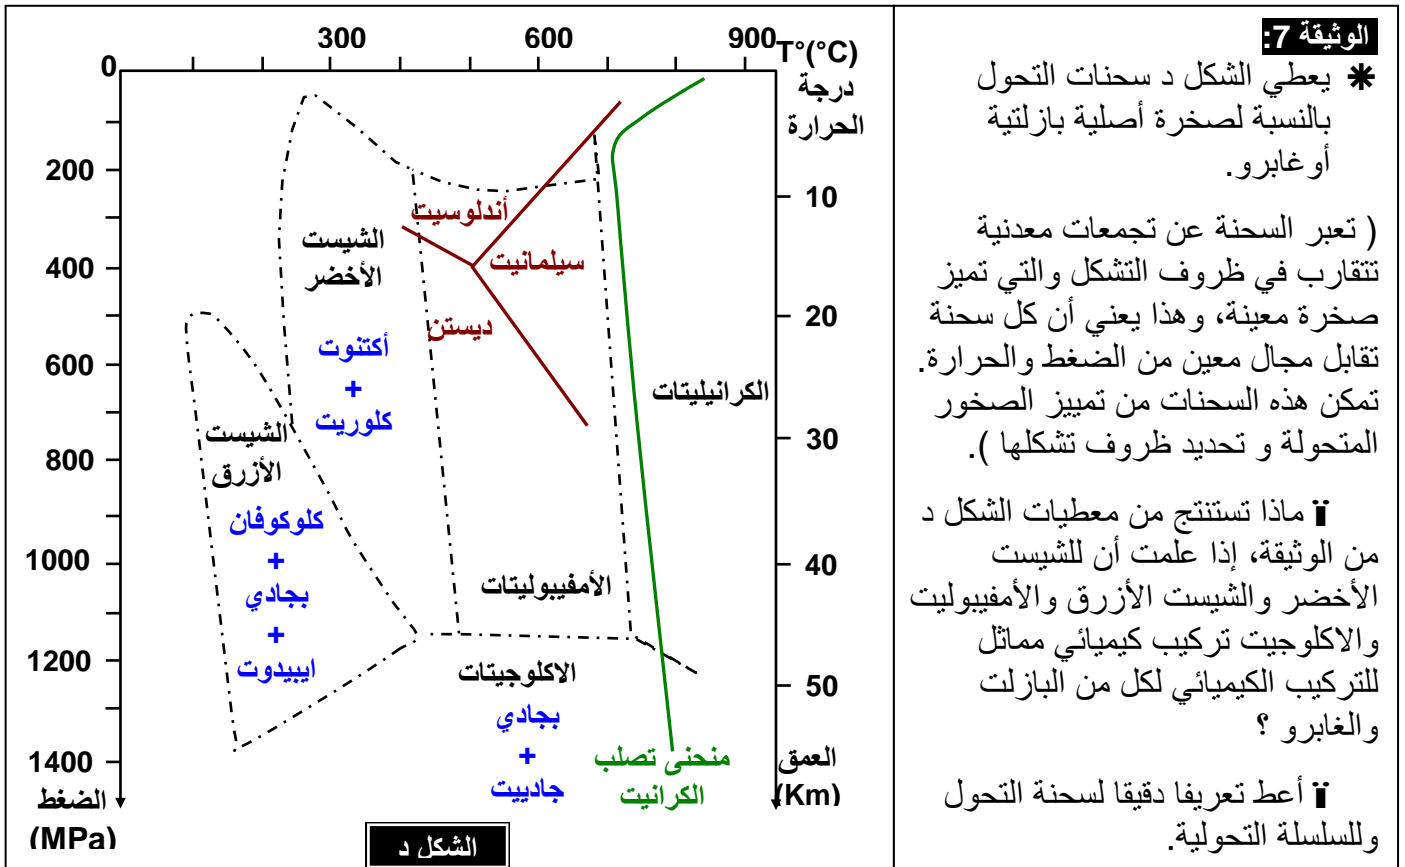 الوثيقة 7:
✱ يعطي الشكل د سحنات التحول
بالنسبة لصخرة أصلية بازلتية
أوغابرو.
( تعبر السحنة عن تجمعات معدنية
تتقارب في ظروف التشكل والتي تميز
صخرة معينة، وهذا يعني أن كل سحنة
تقابل مجال معين من الضغط والحرارة.
تمكن هذه السحنات من تمييز الصخور
المتحولة و تحديد ظروف تشكلها ).
ماذا تستنتج من معطيات الشكل د
من الوثيقة، إذا علمت أن للشيست
الأخضر والشيست الأزرق والأمفيبوليت
والاكلوجيت تركيب كيميائي مماثل
للتركيب الكيميائي لكل من البازلت
والغابرو ؟
أعط تعريفا دقيقا لسحنة التحول
وللسلسلة التحولية.
300 600 900
T°(°C)
درجة
الحرارة
0
200
400
600
800
1000
1200
1400
الضغط
(MPa)
10
20
30
40
50
العمق
(Km)
أندلوسيت
سيلمانيت
ديستن
الشيست
الأخضر
أكتنوت
+
كلوريت
الشيست
الأزرق
كلوكوفان
+
بجادي
+
ايبيدوت
الكرانيليتات
الأمفيبوليتات
الاكلوجيتات
بجادي
+
جادييت
منحنى تصلب
الكرانيت
الشكل د